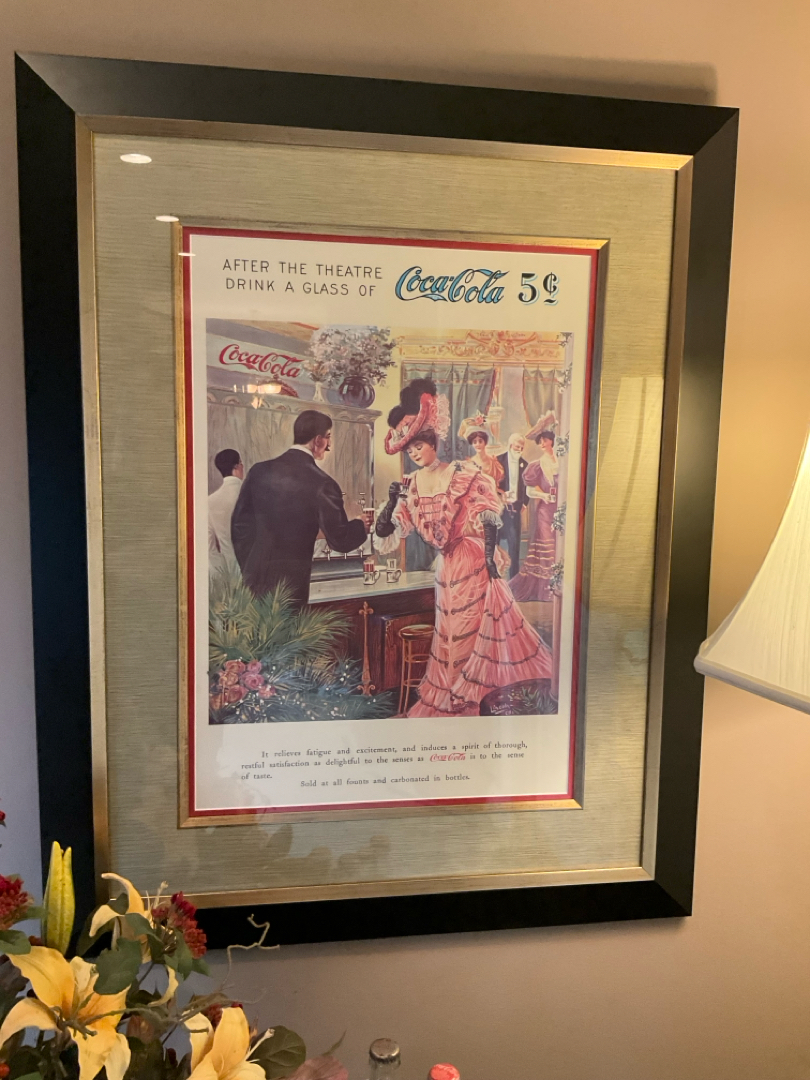 AFTER THE THEATRE
DRINK A GLASS OF
Coca-Cola 5¢
Coca-Cola
It relieves fatigue and excitement, and induces a spirit of thorough,
restful satisfaction as delightful to the senses as Coca-Cola is to the sense
of taste.
Sold at all founts and carbonated in bottles.